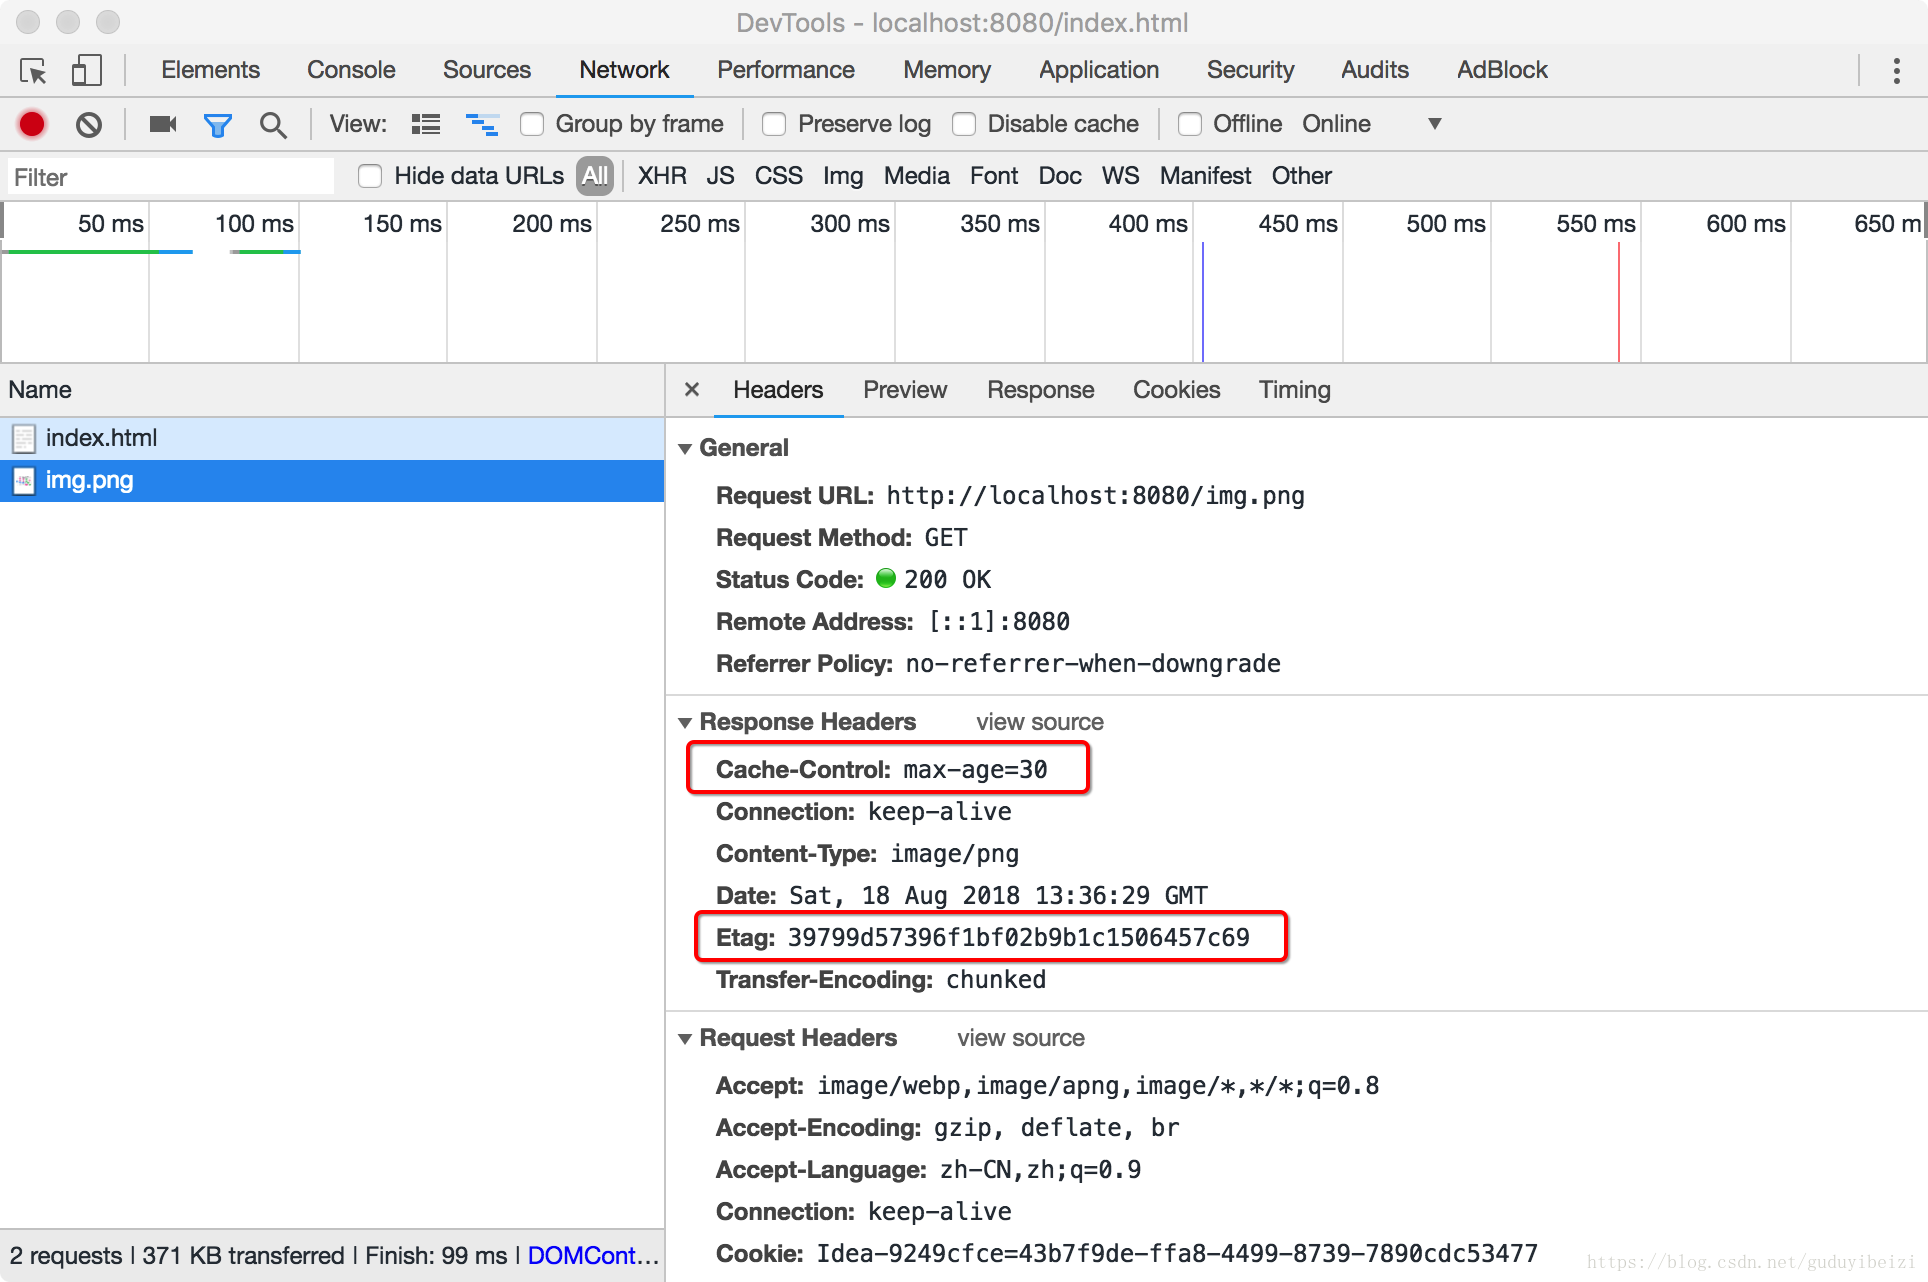 DevTools - localhost:8080/index.html
Elements Console Sources Network Performance Memory Application Security Audits AdBlock
View: Group by frame Preserve log Disable cache Offline Online
Filter Hide data URLs All XHR JS CSS Img Media Font Doc WS Manifest Other
50 ms 100 ms 150 ms 200 ms 250 ms 300 ms 350 ms 400 ms 450 ms 500 ms 550 ms 600 ms 650 m
Name
index.html
img.png
2 requests | 371 KB transferred | Finish: 99 ms | DOMCont...
× Headers Preview Response Cookies Timing
General
Request URL: http://localhost:8080/img.png
Request Method: GET
Status Code: 200 OK
Remote Address: [::1]:8080
Referrer Policy: no-referrer-when-downgrade
Response Headers view source
Cache-Control: max-age=30
Connection: keep-alive
Content-Type: image/png
Date: Sat, 18 Aug 2018 13:36:29 GMT
Etag: 39799d57396f1bf02b9b1c1506457c69
Transfer-Encoding: chunked
Request Headers view source
Accept: image/webp,image/apng,image/*,*/*;q=0.8
Accept-Encoding: gzip, deflate, br
Accept-Language: zh-CN,zh;q=0.9
Connection: keep-alive
Cookie: Idea-9249cfce=43b7f9de-ffa8-4499-8739-7890cdc53477
https://blog.csdn.net/guduyibeizi